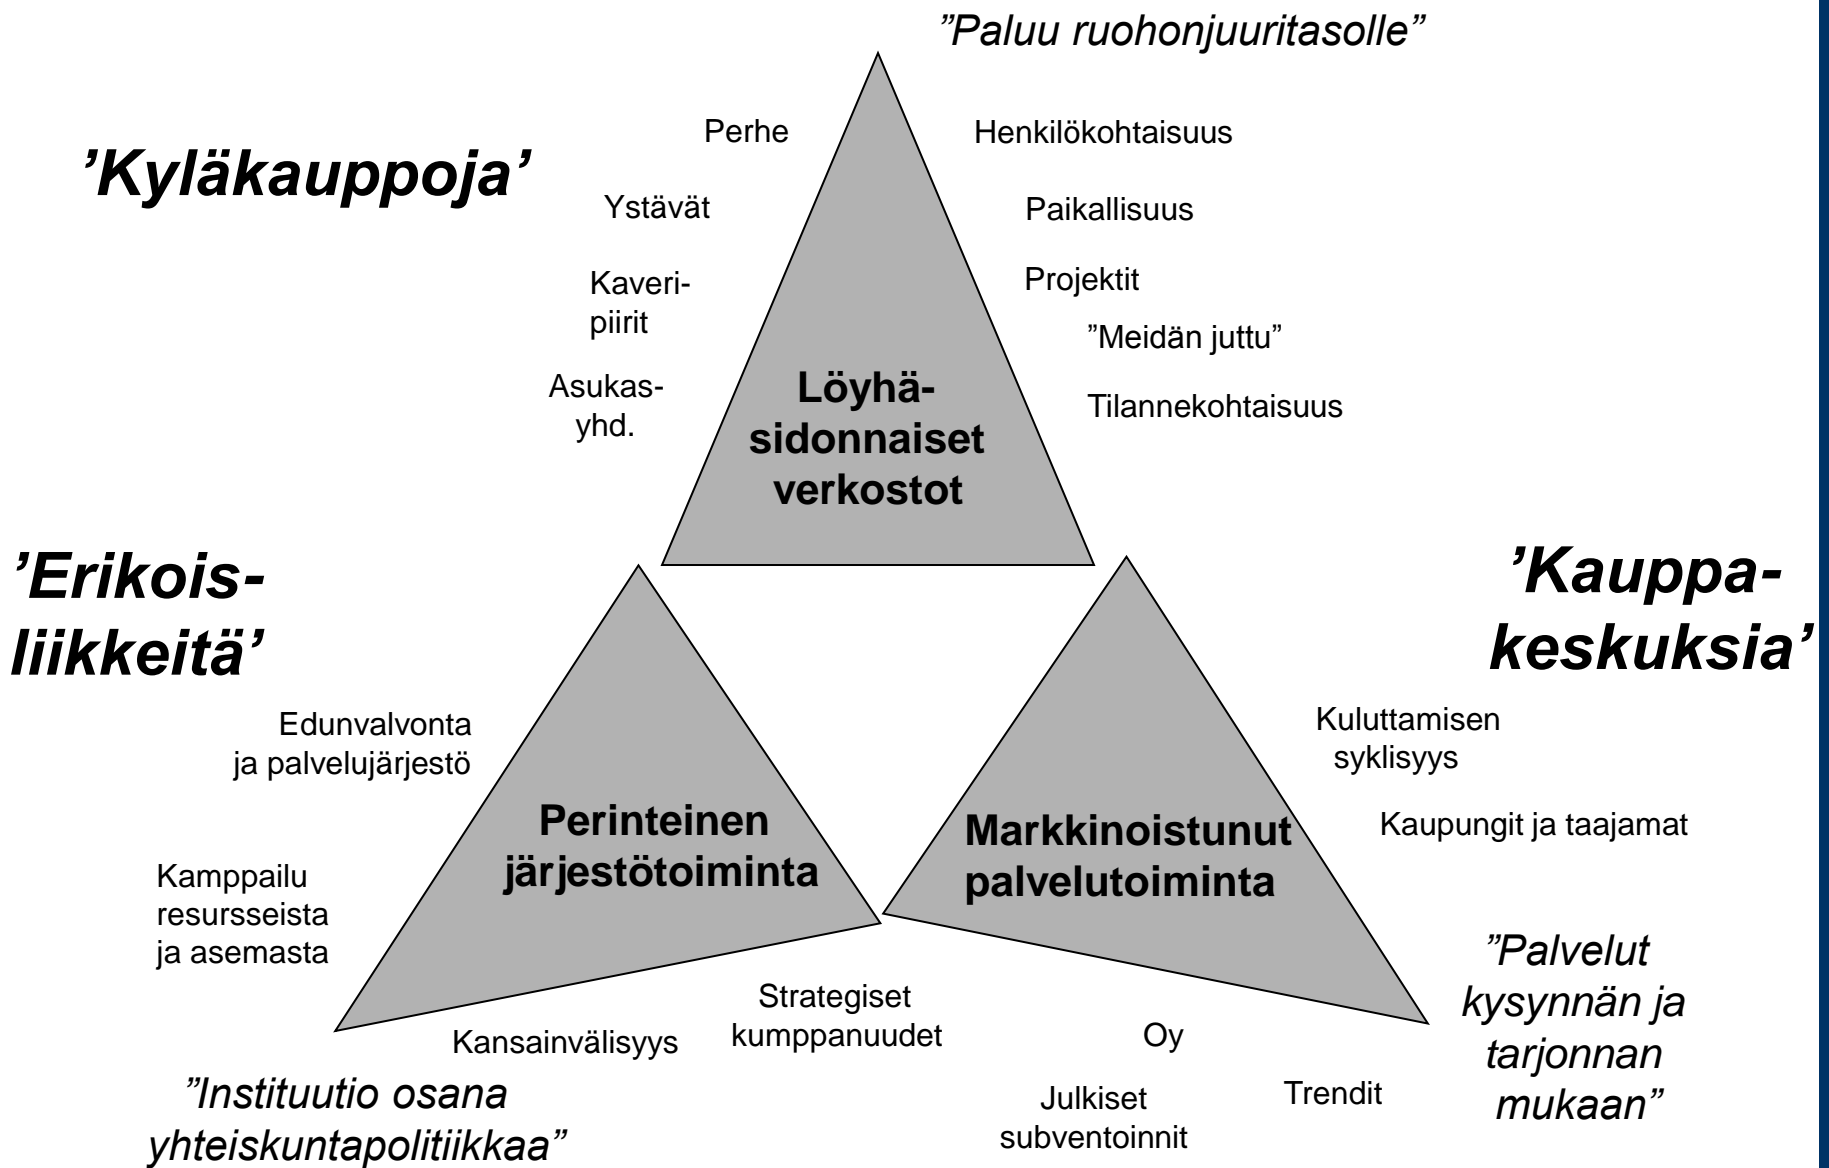 ”Paluu ruohonjuuritasolle”
’Kyläkauppoja’
Perhe
Ystävät
Kaveri-
piirit
Asukas-
yhd.
Henkilökohtaisuus
Paikallisuus
Projektit
”Meidän juttu”
Tilannekohtaisuus
Löyhä-
sidonnaiset
verkostot
’Erikois-
liikkeitä’
Edunvalvonta
ja palvelujärjestö
Kamppailu
resursseista
ja asemasta
Perinteinen
järjestötoiminta
Kansainvälisyys
Strategiset
kumppanuudet
”Instituutio osana
yhteiskuntapolitiikkaa”
’Kauppa-
keskuksia’
Kuluttamisen
syklisyys
Kaupungit ja taajamat
Markkinoistunut
palvelutoiminta
Oy
Julkiset
subventoinnit
Trendit
”Palvelut
kysynnän ja
tarjonnan
mukaan”